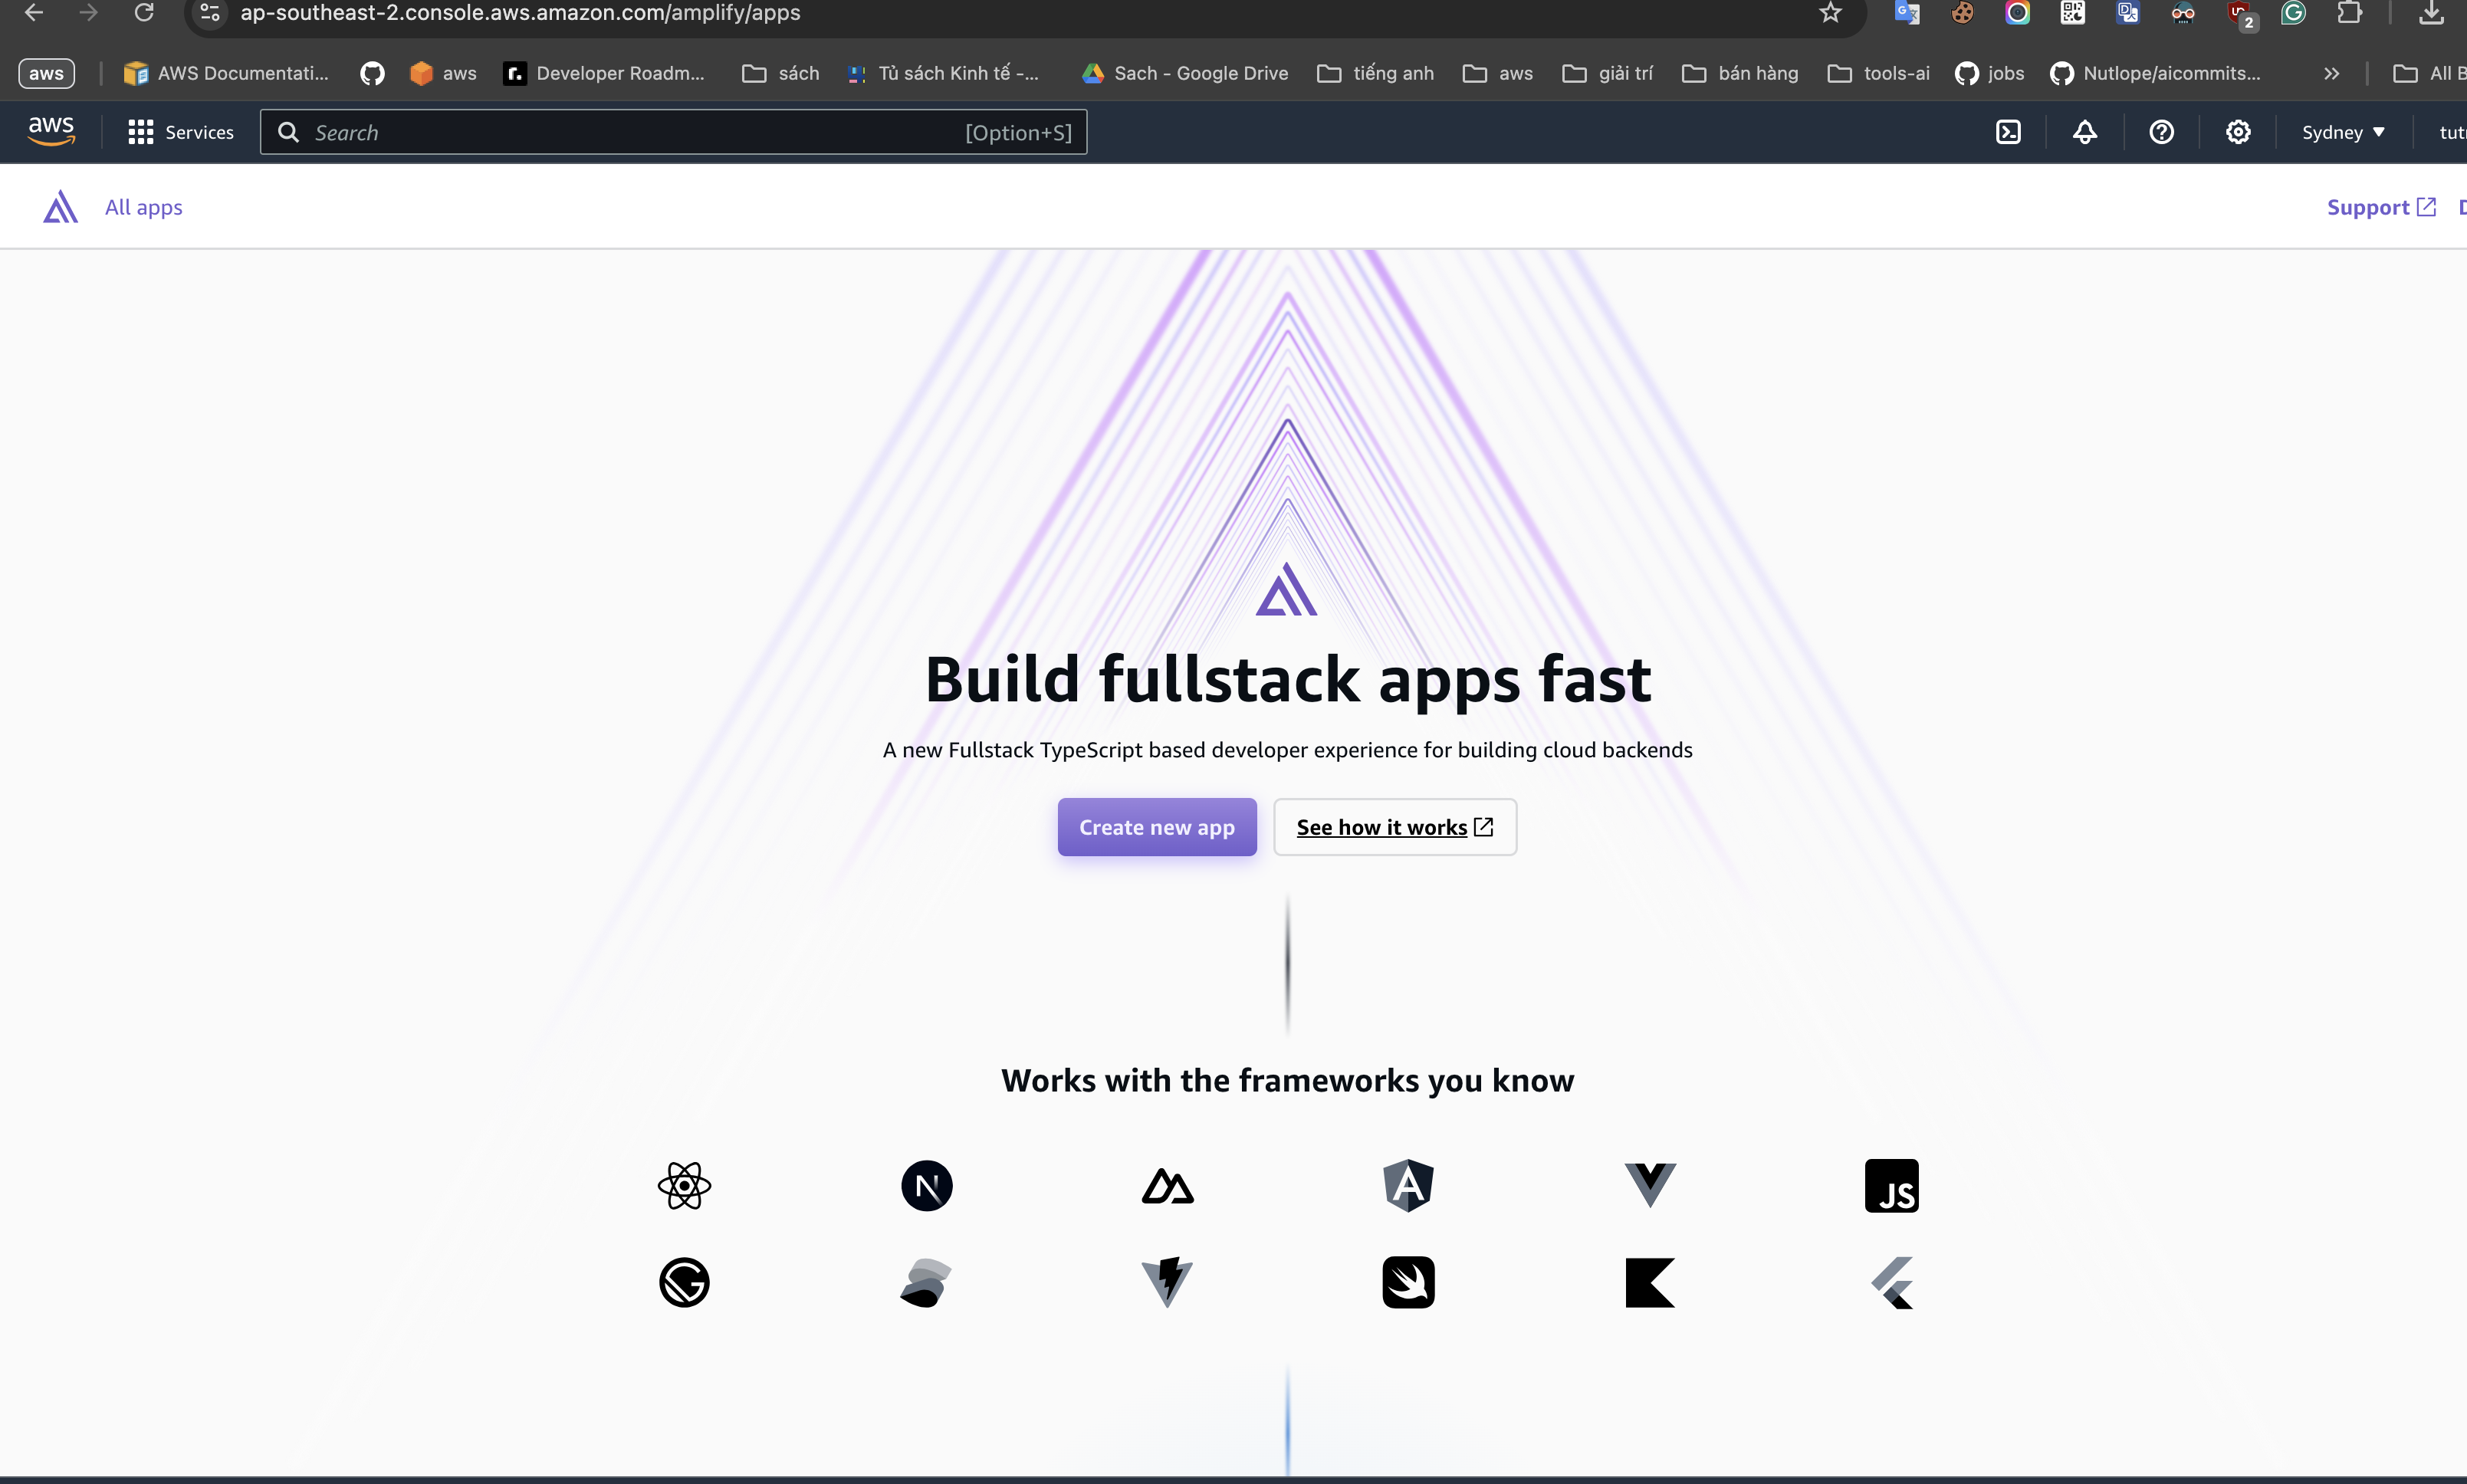 ap-southeast-2.console.aws.amazon.com/amplify/apps
2
aws
AWS Documentati...
aws
r.
Developer Roadm...
sách
Tủ sách Kinh tế -...
Sach - Google Drive
tiếng anh
aws
giải trí
bán hàng
tools-ai
jobs
Nutlope/aicommits...
All B
aws
Services
Search
[Option+S]
Sydney
tut
All apps
Support
D
Build fullstack apps fast
A new Fullstack TypeScript based developer experience for building cloud backends
Create new app
See how it works
Works with the frameworks you know
N
A
JS